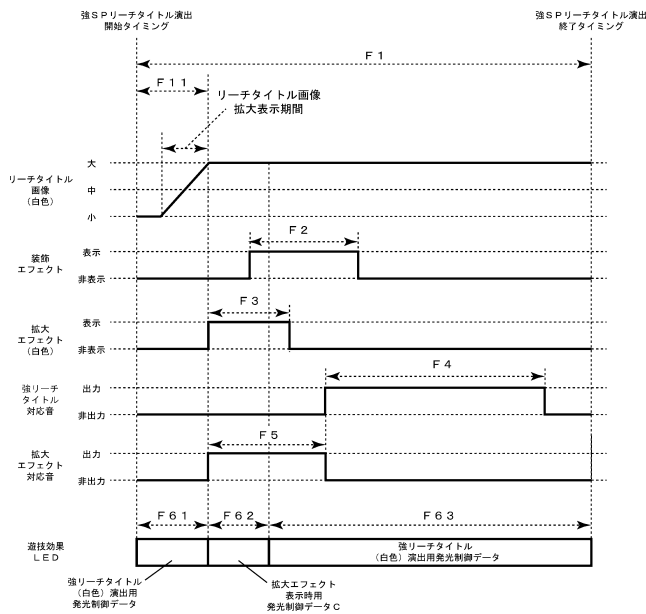 強ＳＰリーチタイトル演出
開始タイミング
強ＳＰリーチタイトル演出
終了タイミング
Ｆ１
Ｆ１１
リーチタイトル画像
拡大表示期間
リーチタイトル
画像
（白色）
大
中
小
Ｆ２
装飾
エフェクト
表示
非表示
Ｆ３
拡大
エフェクト
（白色）
表示
非表示
Ｆ４
強リーチ
タイトル
対応音
出力
非出力
Ｆ５
拡大
エフェクト
対応音
出力
非出力
Ｆ６１
Ｆ６２
Ｆ６３
遊技効果
ＬＥＤ
強リーチタイトル
（白色）演出用発光制御データ
強リーチタイトル
（白色）演出用
発光制御データ
拡大エフェクト
表示時用
発光制御データＣ